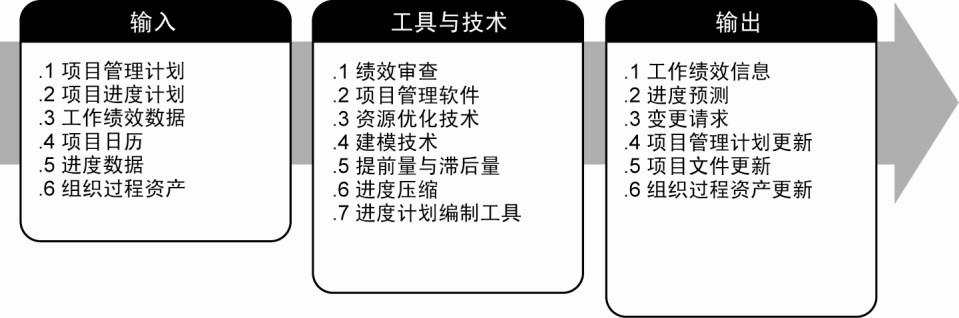 输入
.1 项目管理计划
.2 项目进度计划
.3 工作绩效数据
.4 项目日历
.5 进度数据
.6 组织过程资产
工具与技术
.1 绩效审查
.2 项目管理软件
.3 资源优化技术
.4 建模技术
.5 提前量与滞后量
.6 进度压缩
.7 进度计划编制工具
输出
.1 工作绩效信息
.2 进度预测
.3 变更请求
.4 项目管理计划更新
.5 项目文件更新
.6 组织过程资产更新